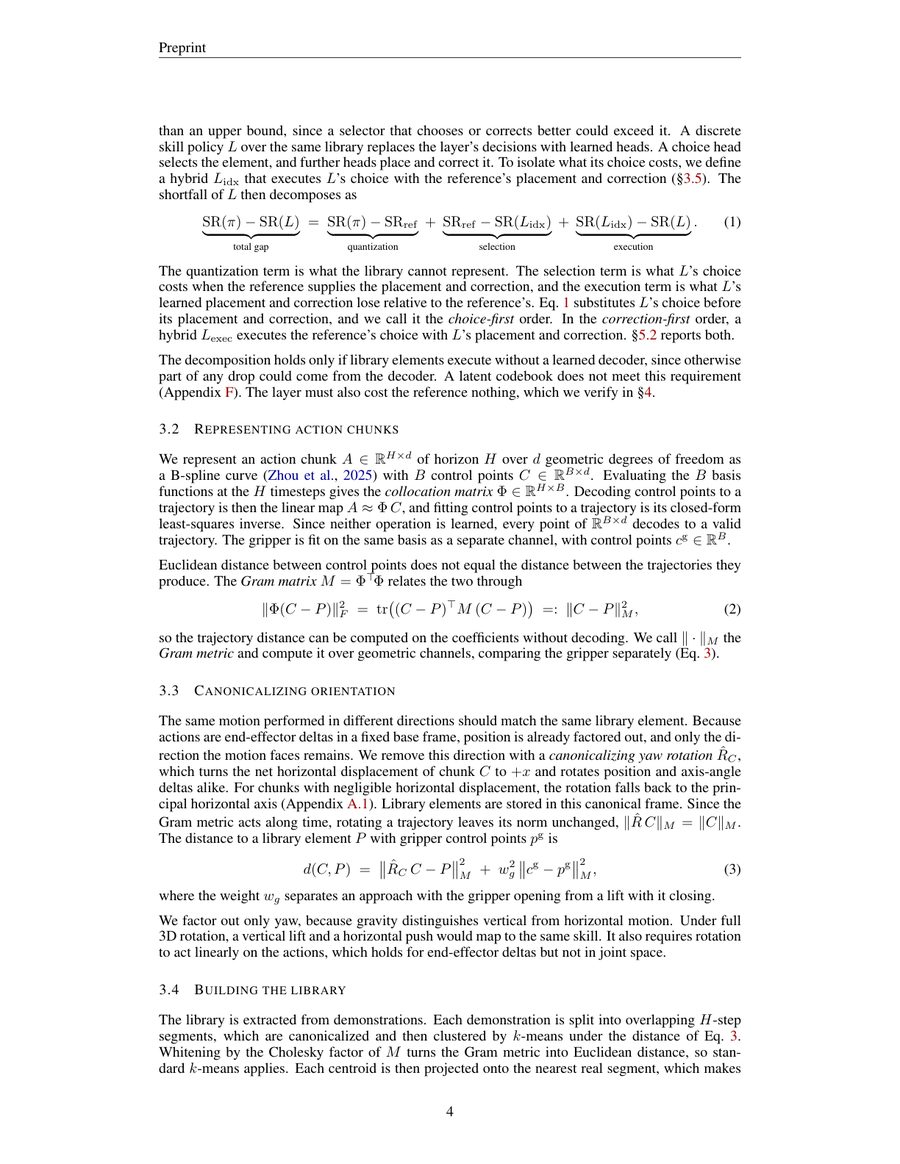 Preprint
than an upper bound, since a selector that chooses or corrects better could exceed it. A discrete
skill policy L over the same library replaces the layer's decisions with learned heads. A choice head
selects the element, and further heads place and correct it. To isolate what its choice costs, we define
a hybrid L_idx that executes L's choice with the reference's placement and correction (§3.5). The
shortfall of L then decomposes as
SR(π) − SR(L) = SR(π) − SR_ref + SR_ref − SR(L_idx) + SR(L_idx) − SR(L) . (1)
total gap quantization selection execution
The quantization term is what the library cannot represent. The selection term is what L's choice
costs when the reference supplies the placement and correction, and the execution term is what L's
learned placement and correction lose relative to the reference's. Eq. 1 substitutes L's choice before
its placement and correction, and we call it the choice-first order. In the correction-first order, a
hybrid L_exec executes the reference's choice with L's placement and correction. §5.2 reports both.
The decomposition holds only if library elements execute without a learned decoder, since otherwise
part of any drop could come from the decoder. A latent codebook does not meet this requirement
(Appendix F). The layer must also cost the reference nothing, which we verify in §4.
3.2 REPRESENTING ACTION CHUNKS
We represent an action chunk A ∈ ℝ^{H×d} of horizon H over d geometric degrees of freedom as
a B-spline curve (Zhou et al., 2025) with B control points C ∈ ℝ^{B×d}. Evaluating the B basis
functions at the H timesteps gives the collocation matrix Φ ∈ ℝ^{H×B}. Decoding control points to a
trajectory is then the linear map A ≈ Φ C, and fitting control points to a trajectory is its closed-form
least-squares inverse. Since neither operation is learned, every point of ℝ^{B×d} decodes to a valid
trajectory. The gripper is fit on the same basis as a separate channel, with control points c^g ∈ ℝ^B.
Euclidean distance between control points does not equal the distance between the trajectories they
produce. The Gram matrix M = Φ^⊤Φ relates the two through
‖Φ(C − P)‖²_F = tr((C − P)^⊤ M (C − P)) =: ‖C − P‖²_M, (2)
so the trajectory distance can be computed on the coefficients without decoding. We call ‖ · ‖_M the
Gram metric and compute it over geometric channels, comparing the gripper separately (Eq. 3).
3.3 CANONICALIZING ORIENTATION
The same motion performed in different directions should match the same library element. Because
actions are end-effector deltas in a fixed base frame, position is already factored out, and only the di-
rection the motion faces remains. We remove this direction with a canonicalizing yaw rotation R̂_C,
which turns the net horizontal displacement of chunk C to +x and rotates position and axis-angle
deltas alike. For chunks with negligible horizontal displacement, the rotation falls back to the prin-
cipal horizontal axis (Appendix A.1). Library elements are stored in this canonical frame. Since the
Gram metric acts along time, rotating a trajectory leaves its norm unchanged, ‖R̂ C‖_M = ‖C‖_M.
The distance to a library element P with gripper control points p^g is
d(C, P) = ‖R̂_C C − P‖²_M + w²_g ‖c^g − p^g‖²_M, (3)
where the weight w_g separates an approach with the gripper opening from a lift with it closing.
We factor out only yaw, because gravity distinguishes vertical from horizontal motion. Under full
3D rotation, a vertical lift and a horizontal push would map to the same skill. It also requires rotation
to act linearly on the actions, which holds for end-effector deltas but not in joint space.
3.4 BUILDING THE LIBRARY
The library is extracted from demonstrations. Each demonstration is split into overlapping H-step
segments, which are canonicalized and then clustered by k-means under the distance of Eq. 3.
Whitening by the Cholesky factor of M turns the Gram metric into Euclidean distance, so stan-
dard k-means applies. Each centroid is then projected onto the nearest real segment, which makes
4